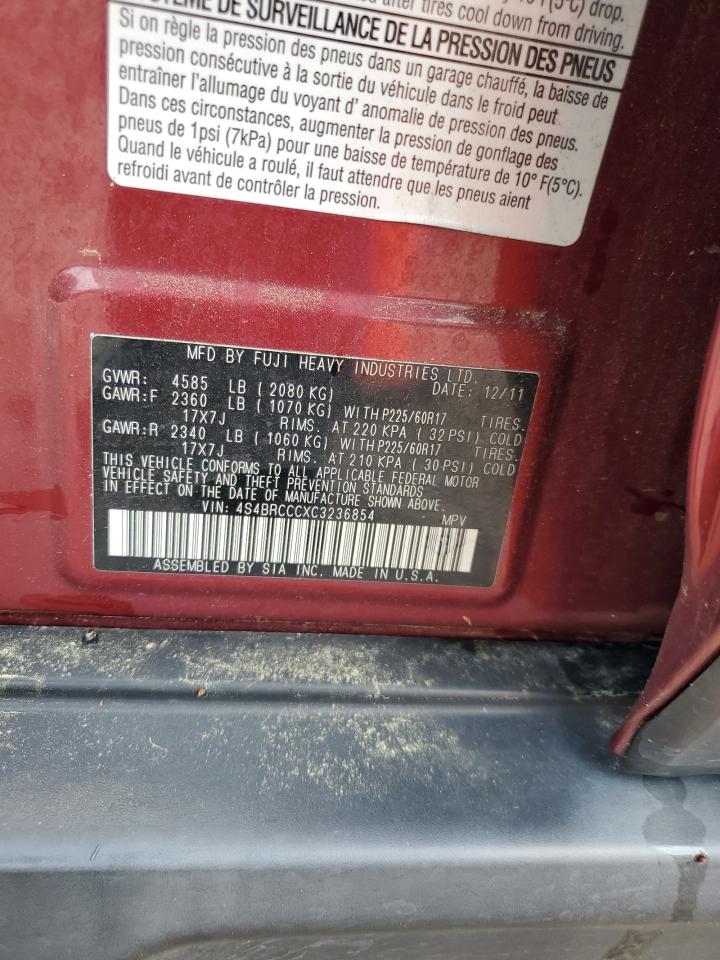 5°C) drop.
after tires cool down from driving.
SYSTÈME DE SURVEILLANCE DE LA PRESSION DES PNEUS
Si on règle la pression des pneus dans un garage chauffé, la baisse de
pression consécutive à la sortie du véhicule dans le froid peut
entraîner l'allumage du voyant d' anomalie de pression des pneus.
Dans ces circonstances, augmenter la pression de gonflage des
pneus de 1psi (7kPa) pour une baisse de température de 10° F(5°C).
Quand le véhicule a roulé, il faut attendre que les pneus aient
refroidi avant de contrôler la pression.
MFD BY FUJI HEAVY INDUSTRIES LTD.
GVWR: 4585 LB (2080 KG) DATE: 12/11
GAWR:F 2360 LB (1070 KG) WITH P225/60R17 TIRES.
17X7J RIMS. AT 220 KPA (32 PSI) COLD
GAWR:R 2340 LB (1060 KG) WITH P225/60R17 TIRES.
17X7J RIMS. AT 210 KPA (30 PSI) COLD
THIS VEHICLE CONFORMS TO ALL APPLICABLE FEDERAL MOTOR
VEHICLE SAFETY AND THEFT PREVENTION STANDARDS
IN EFFECT ON THE DATE OF MANUFACTURE SHOWN ABOVE.
VIN: 4S4BRCCCXC3236854 MPV
ASSEMBLED BY SIA INC. MADE IN U.S.A.